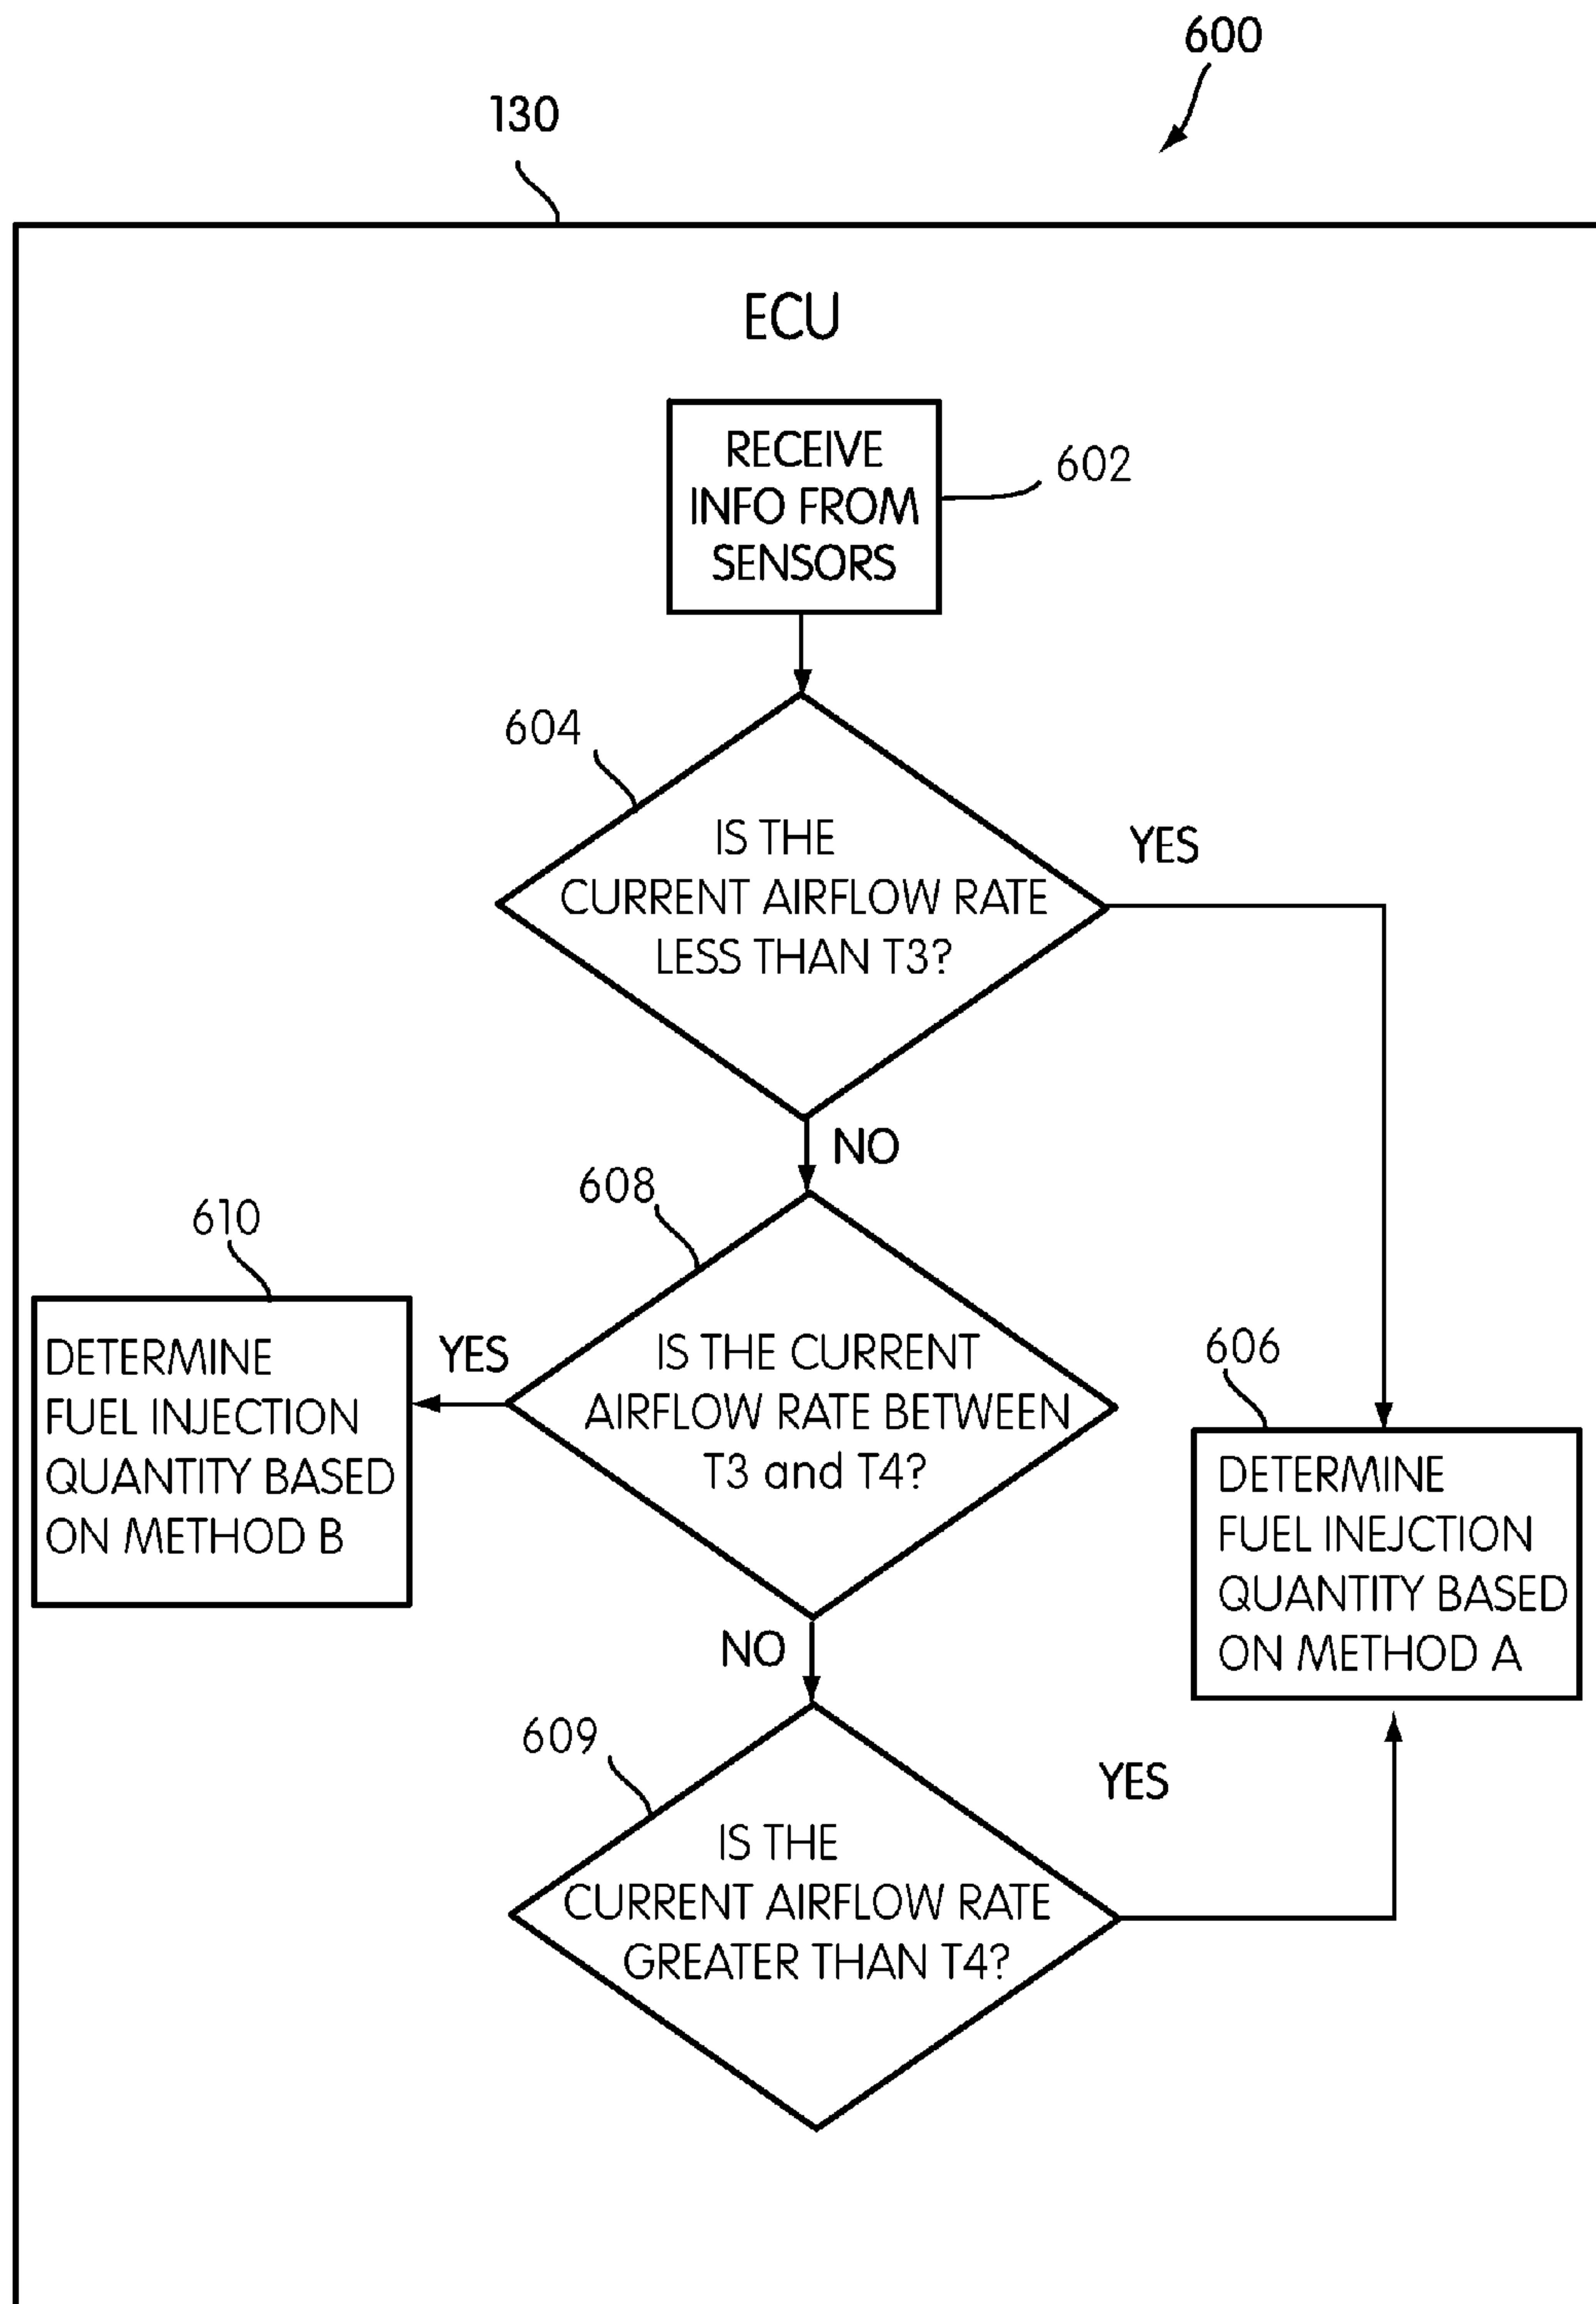 600
130
ECU
RECEIVE
INFO FROM
SENSORS
602
604
IS THE
CURRENT AIRFLOW RATE
LESS THAN T3?
YES
NO
608
IS THE CURRENT
AIRFLOW RATE BETWEEN
T3 and T4?
YES
610
DETERMINE
FUEL INJECTION
QUANTITY BASED
ON METHOD B
606
DETERMINE
FUEL INEJCTION
QUANTITY BASED
ON METHOD A
NO
609
IS THE
CURRENT AIRFLOW RATE
GREATER THAN T4?
YES